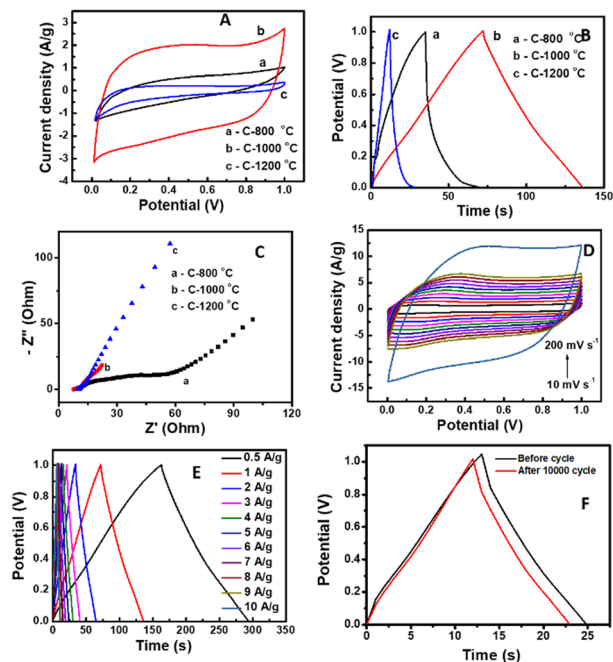 A
b
a
c
a - C-800 °C
b - C-1000 °C
c - C-1200 °C
Current density (A/g)
3
2
1
0
-1
-2
-3
-4
0.0 0.2 0.4 0.6 0.8 1.0
Potential (V)
B
c a b
a - C-800 °C
b - C-1000 °C
c - C-1200 °C
Potential (V)
1.0
0.8
0.6
0.4
0.2
0.0
0 50 100 150
Time (s)
C
c
a - C-800 °C
b - C-1000 °C
c - C-1200 °C
b
a
- Z'' (Ohm)
100
50
0
0 30 60 90 120
Z' (Ohm)
D
200 mV s-1
10 mV s-1
Current density (A/g)
15
10
5
0
-5
-10
-15
0.0 0.2 0.4 0.6 0.8 1.0
Potential (V)
E
0.5 A/g
1 A/g
2 A/g
3 A/g
4 A/g
5 A/g
6 A/g
7 A/g
8 A/g
9 A/g
10 A/g
Potential (V)
1.0
0.8
0.6
0.4
0.2
0.0
0 50 100 150 200 250 300 350
Time (s)
Before cycle
After 10000 cycle
F
Potential (V)
1.0
0.8
0.6
0.4
0.2
0.0
0 5 10 15 20 25
Time (s)